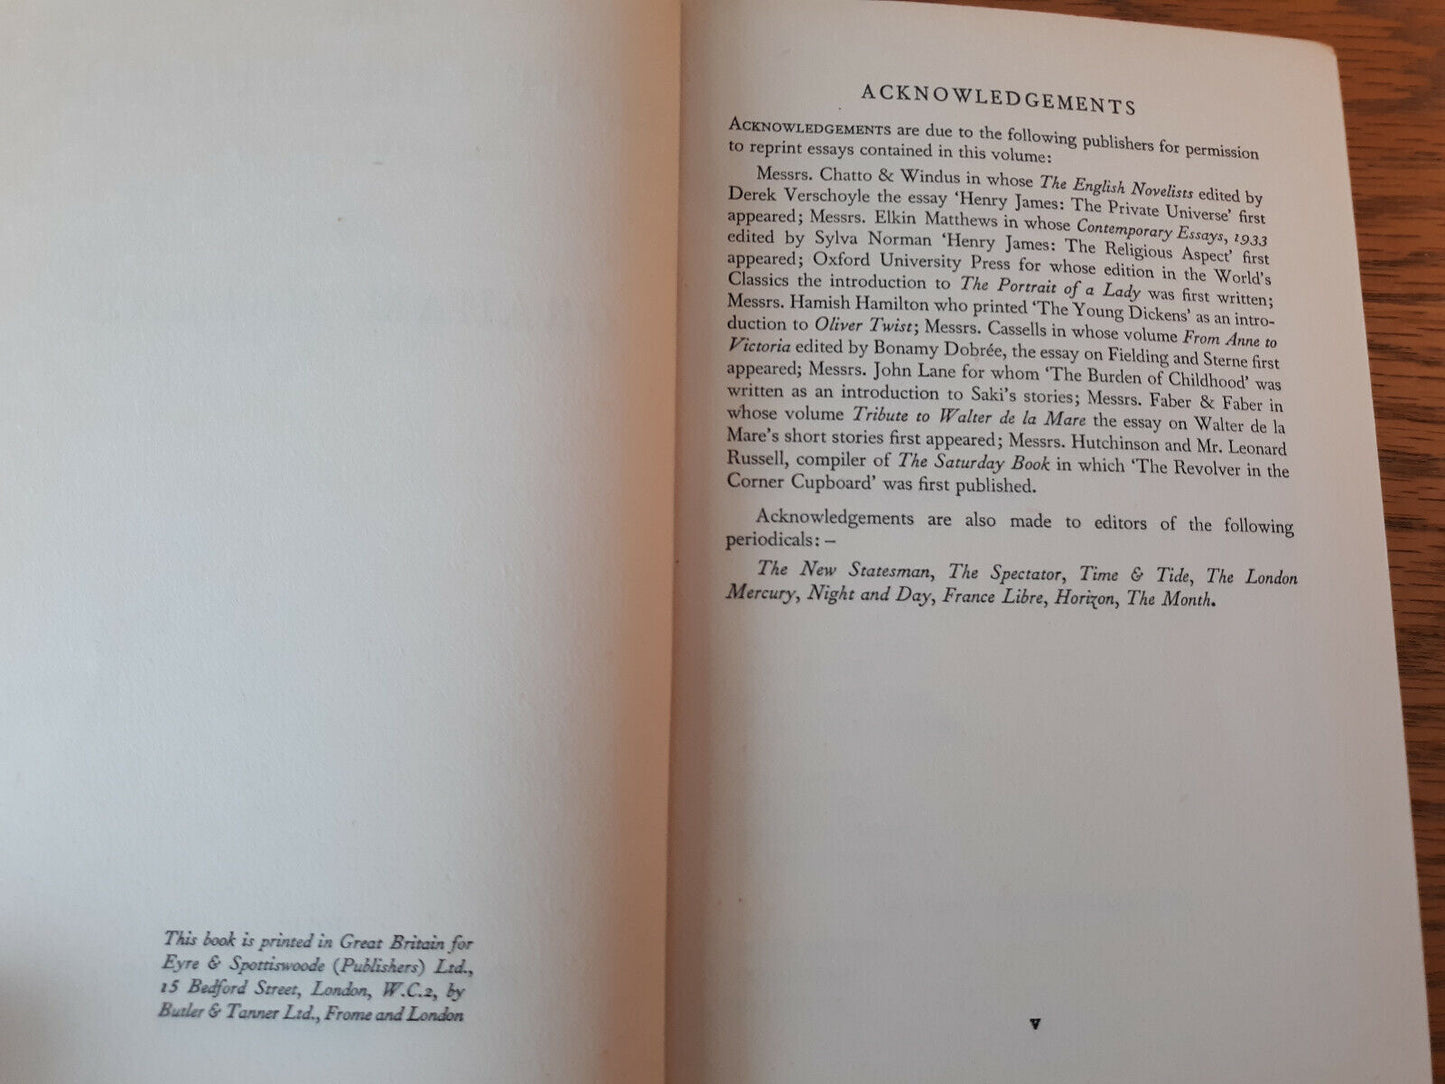 This book is printed in Great Britain for
Eyre & Spottiswoode (Publishers) Ltd.,
15 Bedford Street, London, W.C.2, by
Butler & Tanner Ltd., Frome and London
ACKNOWLEDGEMENTS
ACKNOWLEDGEMENTS are due to the following publishers for permission
to reprint essays contained in this volume:
Messrs. Chatto & Windus in whose The English Novelists edited by
Derek Verschoyle the essay ‘Henry James: The Private Universe’ first
appeared; Messrs. Elkin Matthews in whose Contemporary Essays, 1933
edited by Sylva Norman ‘Henry James: The Religious Aspect’ first
appeared; Oxford University Press for whose edition in the World’s
Classics the introduction to The Portrait of a Lady was first written;
Messrs. Hamish Hamilton who printed ‘The Young Dickens’ as an intro-
duction to Oliver Twist; Messrs. Cassells in whose volume From Anne to
Victoria edited by Bonamy Dobrée, the essay on Fielding and Sterne first
appeared; Messrs. John Lane for whom ‘The Burden of Childhood’ was
written as an introduction to Saki’s stories; Messrs. Faber & Faber in
whose volume Tribute to Walter de la Mare the essay on Walter de la
Mare’s short stories first appeared; Messrs. Hutchinson and Mr. Leonard
Russell, compiler of The Saturday Book in which ‘The Revolver in the
Corner Cupboard’ was first published.
Acknowledgements are also made to editors of the following
periodicals: –
The New Statesman, The Spectator, Time & Tide, The London
Mercury, Night and Day, France Libre, Horizon, The Month.
v